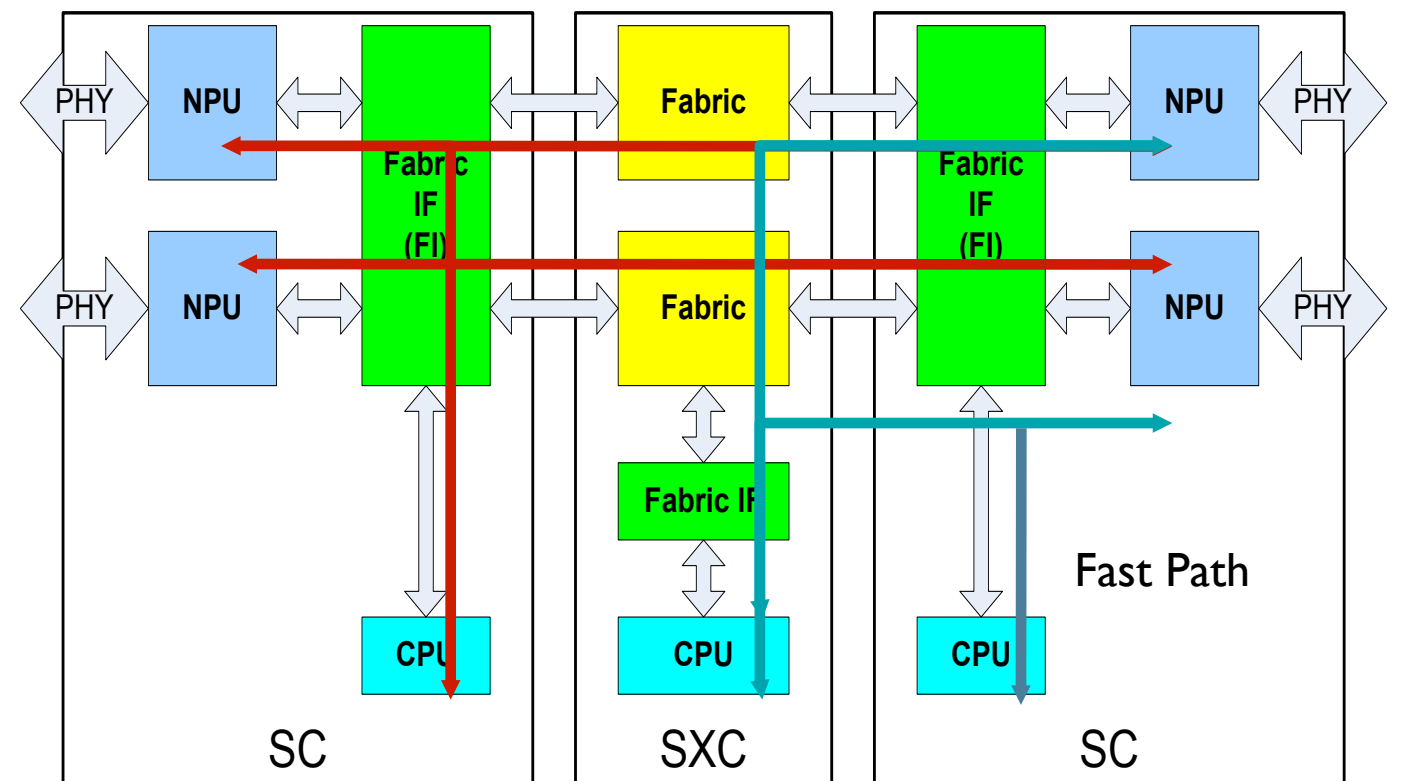 PHY
NPU
Fabric
IF
(FI)
Fabric
Fabric
IF
(FI)
NPU
PHY
PHY
NPU
Fabric
NPU
PHY
Fabric IF
Fast Path
CPU
CPU
CPU
SC
SXC
SC